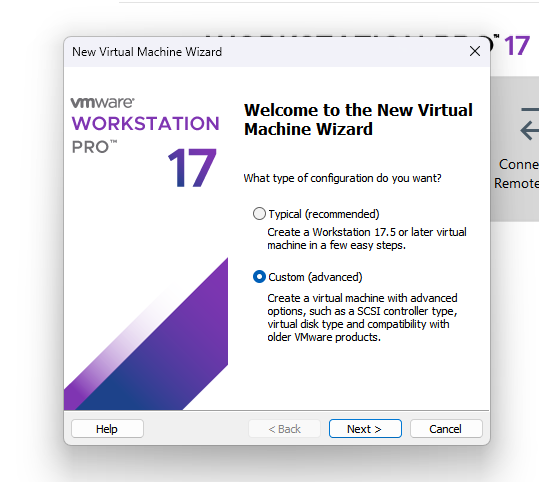 WORKSTATION PRO™ 17
New Virtual Machine Wizard
vmware®
WORKSTATION
PRO™
17
Welcome to the New Virtual
Machine Wizard
What type of configuration do you want?
Typical (recommended)
Create a Workstation 17.5 or later virtual
machine in a few easy steps.
Custom (advanced)
Create a virtual machine with advanced
options, such as a SCSI controller type,
virtual disk type and compatibility with
older VMware products.
Conne
Remote
Help
< Back
Next >
Cancel